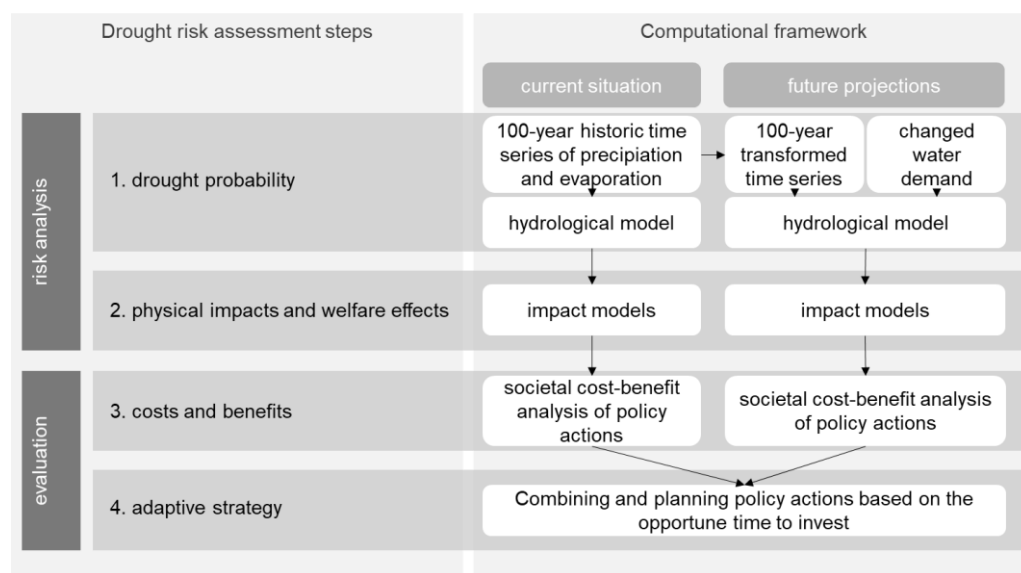 Drought risk assessment steps
Computational framework
current situation
future projections
risk analysis
1. drought probability
100-year historic time
series of precipiation
and evaporation
100-year
transformed
time series
changed
water
demand
hydrological model
hydrological model
2. physical impacts and welfare effects
impact models
impact models
evaluation
3. costs and benefits
societal cost-benefit
analysis of policy
actions
societal cost-benefit analysis
of policy actions
4. adaptive strategy
Combining and planning policy actions based on the
opportune time to invest